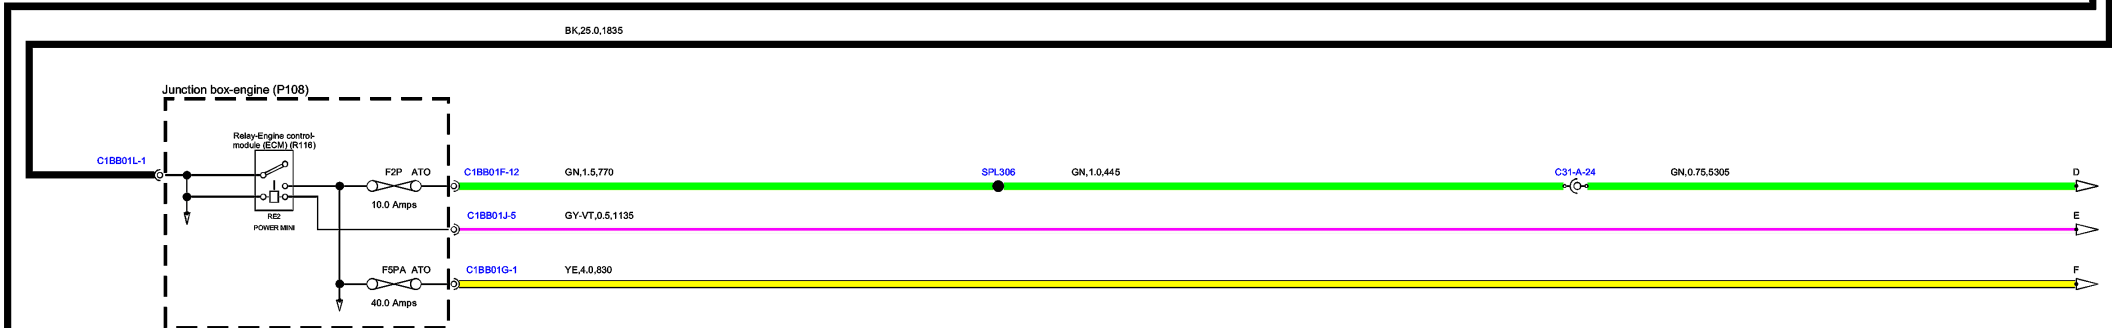 BK,25.0,1835
Junction box-engine (P108)
Relay-Engine control-
module (ECM) (R116)
C1BB01L-1
F2P ATO
C1BB01F-12
GN,1.5,770
SPL306
GN,1.0,445
C31-A-24
GN,0.75,5305
D
10.0 Amps
RE2
POWER MINI
C1BB01J-5
GY-VT,0.5,1135
E
F5PA ATO
C1BB01G-1
YE,4.0,830
F
40.0 Amps